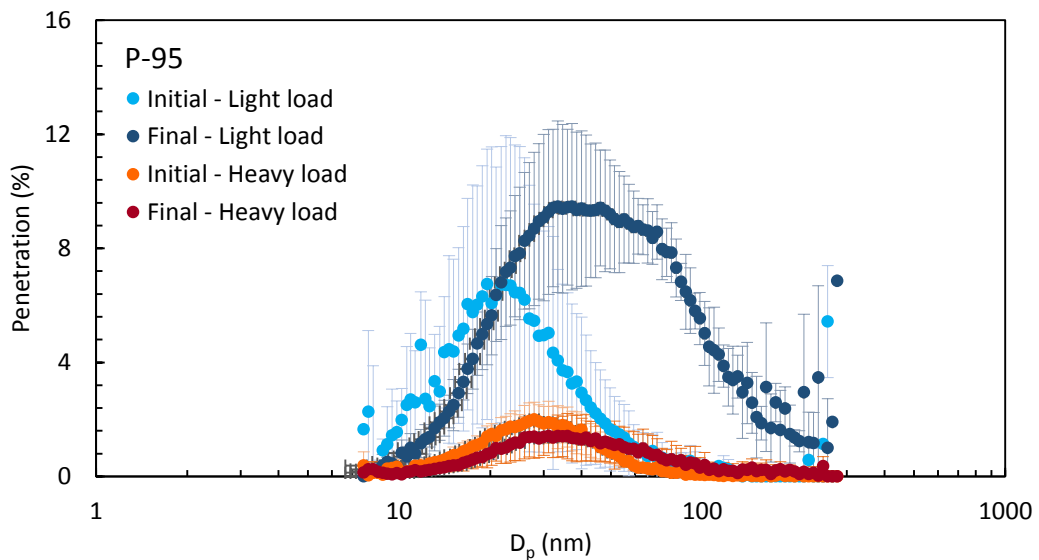 16
12
8
4
0
Penetration (%)
P-95
Initial - Light load
Final - Light load
Initial - Heavy load
Final - Heavy load
1 10 100 1000
Dp (nm)